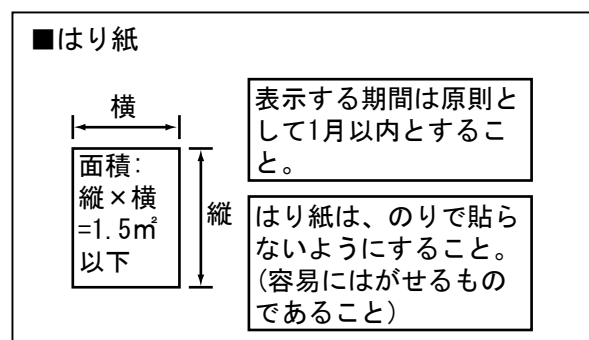 ■はり紙
横
面積：
縦×横
=1.5㎡
以下
縦
表示する期間は原則と
して1月以内とするこ
と。
はり紙は、のりで貼ら
ないようにすること。
(容易にはがせるもの
であること)